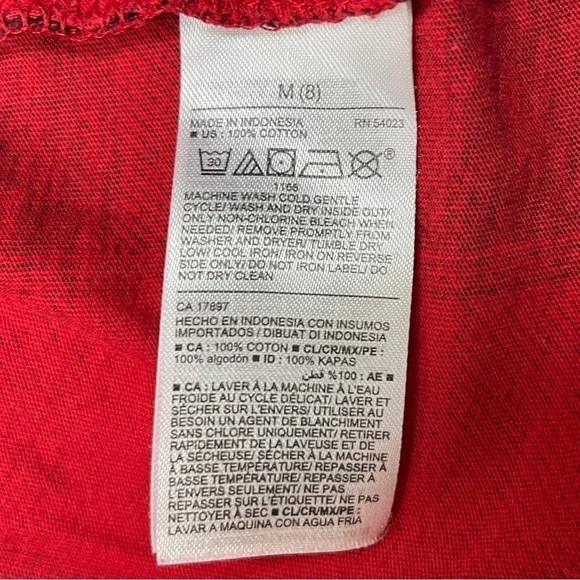 M (8)
MADE IN INDONESIA RN 54023
■ US : 100% COTTON
30
1166
MACHINE WASH COLD GENTLE
CYCLE/ WASH AND DRY INSIDE OUT/
ONLY NON-CHLORINE BLEACH WHEN
NEEDED/ REMOVE PROMPTLY FROM
WASHER AND DRYER/ TUMBLE DRY
LOW/ COOL IRON/ IRON ON REVERSE
SIDE ONLY/ DO NOT IRON LABEL/ DO
NOT DRY CLEAN
CA 17897
HECHO EN INDONESIA CON INSUMOS
IMPORTADOS / DIBUAT DI INDONESIA
■ CA : 100% COTON ■ CL/CR/MX/PE :
100% algodón ■ ID : 100% KAPAS
■ AE : 100% قطن
■ CA : LAVER À LA MACHINE À L'EAU
FROIDE AU CYCLE DÉLICAT/ LAVER ET
SÉCHER SUR L'ENVERS/ UTILISER AU
BESOIN UN AGENT DE BLANCHIMENT
SANS CHLORE UNIQUEMENT/ RETIRER
RAPIDEMENT DE LA LAVEUSE ET DE
LA SÉCHEUSE/ SÉCHER À LA MACHINE
À BASSE TEMPÉRATURE/ REPASSER À
BASSE TEMPÉRATURE/ REPASSER À
L'ENVERS SEULEMENT/ NE PAS
REPASSER SUR L'ÉTIQUETTE/ NE PAS
NETTOYER À SEC ■ CL/CR/MX/PE :
LAVAR A MAQUINA CON AGUA FRIA